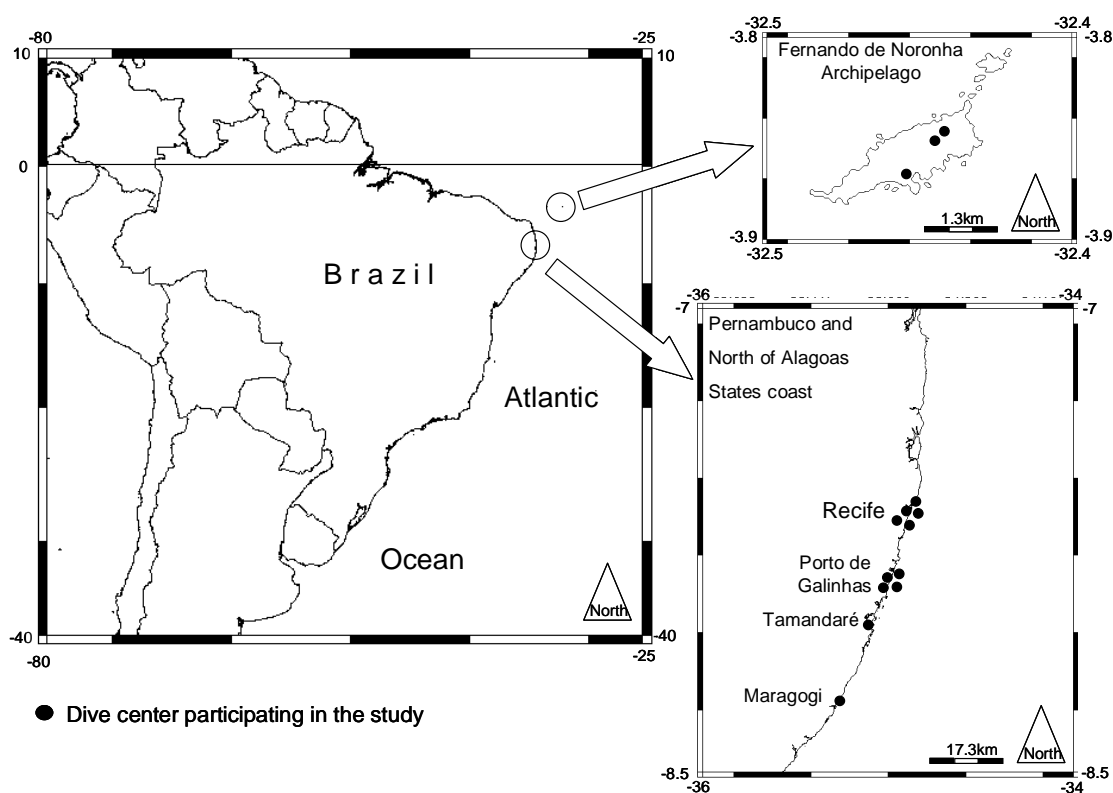 -80
-25
10
10
0
0
B r a z i l
Atlantic
Ocean
North
-40
-40
-80
-25
Dive center participating in the study
-32.5
-32.4
-3.8
-3.8
Fernando de Noronha
Archipelago
1.3km
North
-3.9
-3.9
-32.5
-32.4
-36
-34
-7
-7
Pernambuco and
North of Alagoas
States coast
Recife
Porto de
Galinhas
Tamandaré
Maragogi
17.3km
North
-8.5
-8.5
-36
-34